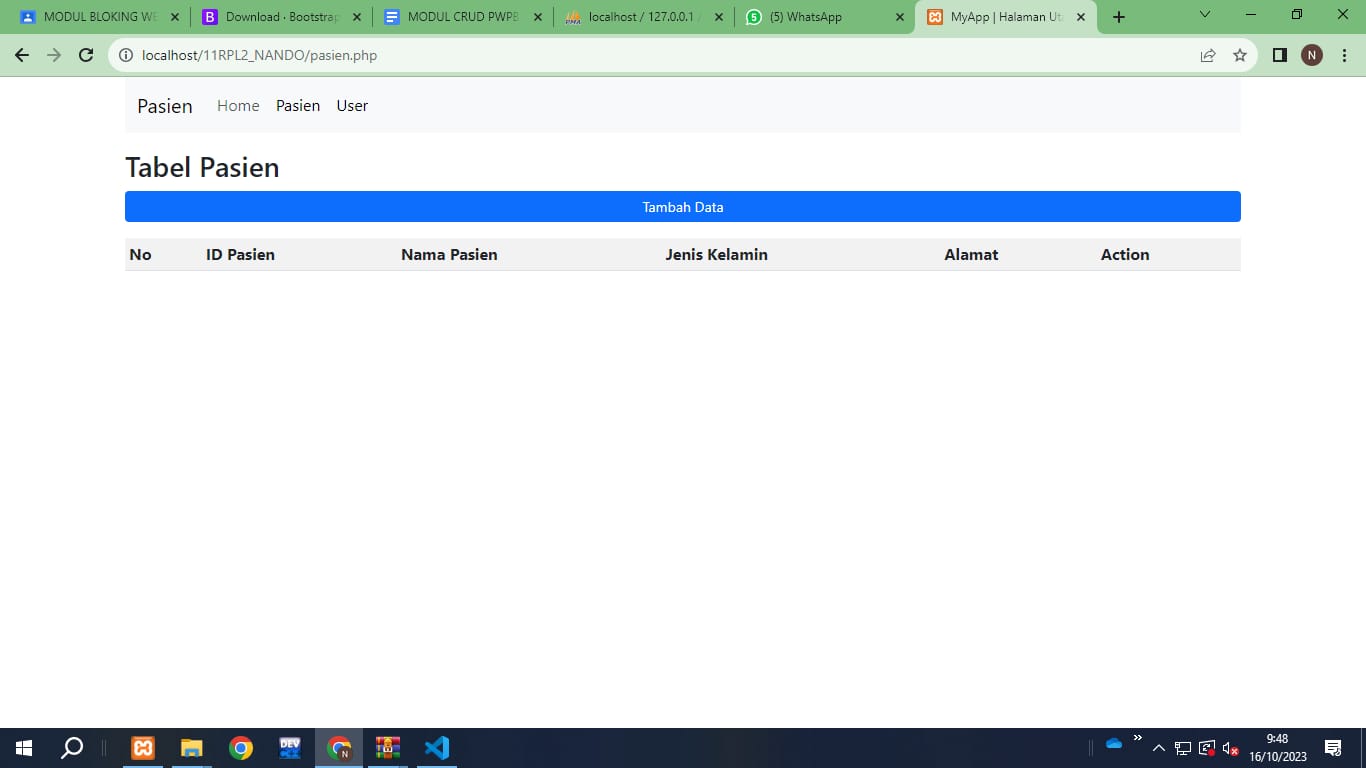 MODUL BLOKING WE
Download · Bootstrap
MODUL CRUD PWPB
localhost / 127.0.0.1 /
(5) WhatsApp
MyApp | Halaman Ut
localhost/11RPL2_NANDO/pasien.php
N
Pasien Home Pasien User
Tabel Pasien
Tambah Data
No ID Pasien Nama Pasien Jenis Kelamin Alamat Action
DEV
N
9:48
16/10/2023